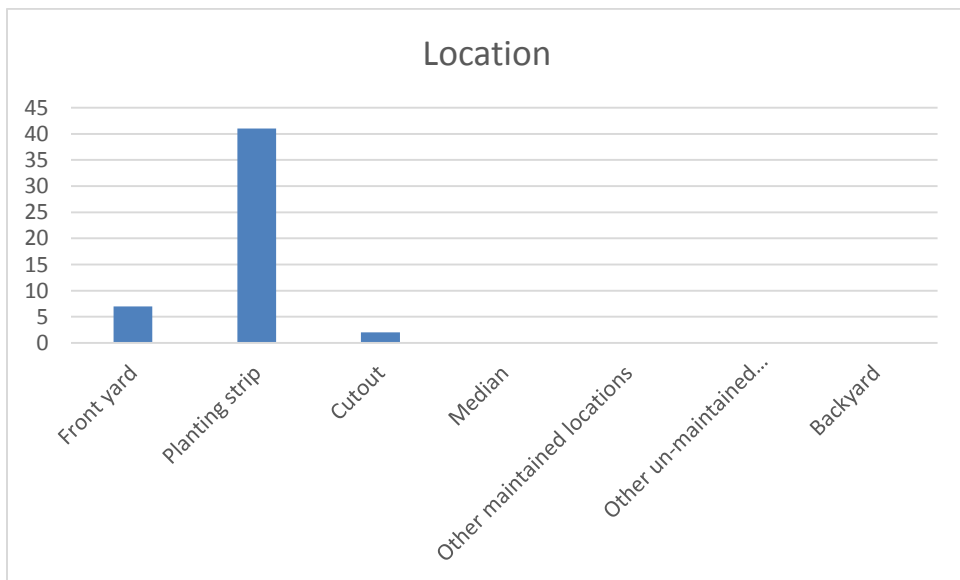 Location
45
40
35
30
25
20
15
10
5
0
Front yard
Planting strip
Cutout
Median
Other maintained locations
Other un-maintained...
Backyard